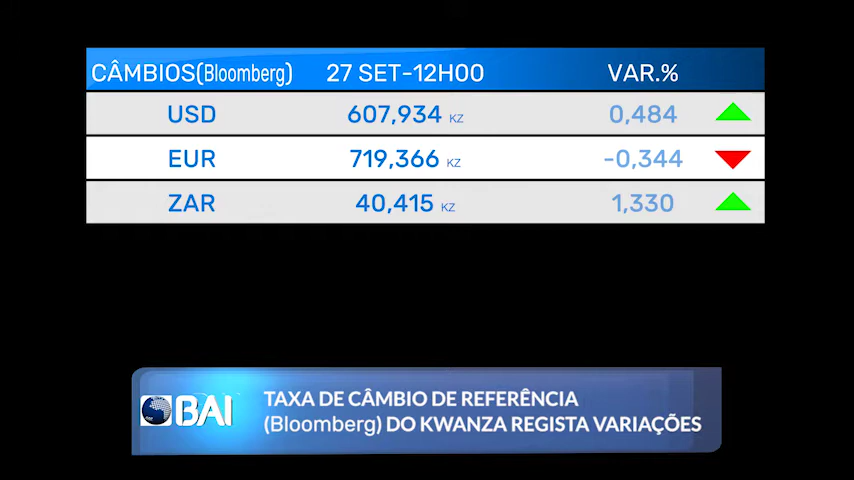 CÂMBIOS(Bloomberg) 27 SET-12H00 VAR.%
USD 607,934 KZ 0,484
EUR 719,366 KZ -0,344
ZAR 40,415 KZ 1,330
BAI
TAXA DE CÂMBIO DE REFERÊNCIA
(Bloomberg) DO KWANZA REGISTA VARIAÇÕES